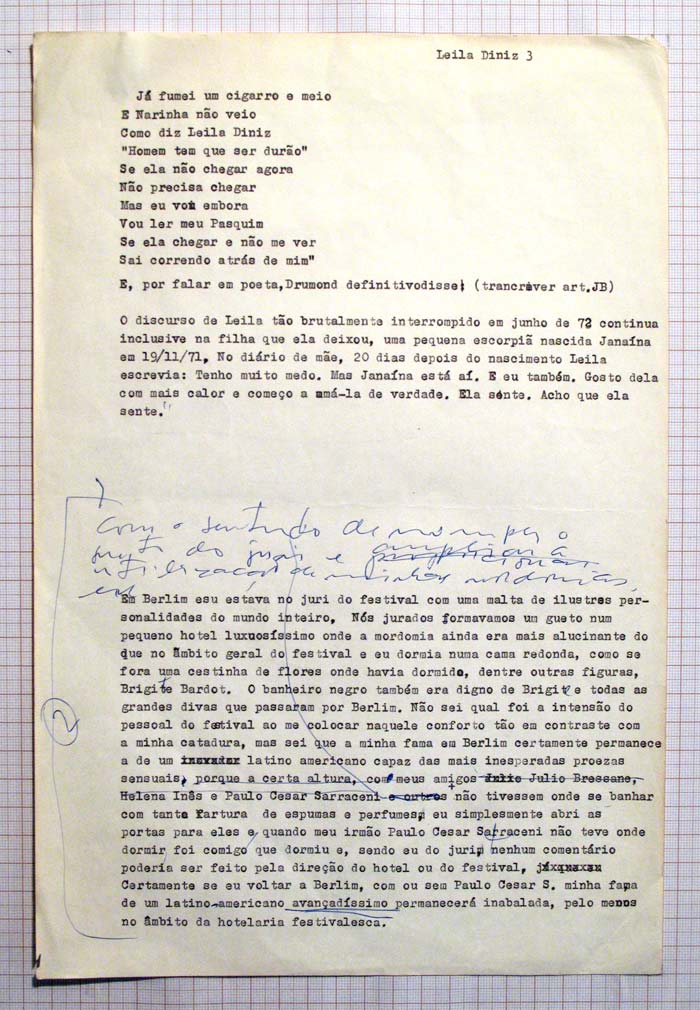 Leila Diniz 3
Já fumei um cigarro e meio
E Narinha não veio
Como diz Leila Diniz
"Homem tem que ser durão"
Se ela não chegar agora
Não precisa chegar
Mas eu vou embora
Vou ler meu Pasquim
Se ela chegar e não me ver
Sai correndo atrás de mim"
E, por falar em poeta,Drumond definitivodisse: (trancrever art.JB)
O discurso de Leila tão brutalmente interrompido em junho de 72 continua
inclusive na filha que ela deixou, uma pequena escorpiã nascida Janaína
em 19/11/71, No diário de mãe, 20 dias depois do nascimento Leila
escrevia: Tenho muito medo. Mas Janaína está aí. E eu também. Gosto dela
com mais calor e começo a amá-la de verdade. Ela sente. Acho que ela
sente."
Com o sentido de romper o
do juri e
utilização de minhas mordomias,
em
Em Berlim esu estava no juri do festival com uma malta de ilustres per-
sonalidades do mundo inteiro, Nós jurados formavamos um gueto num
pequeno hotel luxuosíssimo onde a mordomia ainda era mais alucinante do
que no âmbito geral do festival e eu dormia numa cama redonda, como se
fora uma cestinha de flores onde havia dormido, dentre outras figuras,
Brigite Bardot. O banheiro negro também era digno de Brigite e todas as
grandes divas que passaram por Berlim. Não sei qual foi a intensão do
pessoal do festival ao me colocar naquele conforto tão em contraste com
a minha catadura, mas sei que a minha fama em Berlim certamente permanece
a de um latino americano capaz das mais inesperadas proezas
sensuais, porque a certa altura, com meus amigos Julio Bressane,
Helena Inês e Paulo Cesar Sarraceni e outros não tivessem onde se banhar
com tanta fartura de espumas e perfumes, eu simplesmente abri as
portas para eles e quando meu irmão Paulo Cesar Sarraceni não teve onde
dormir foi comigo que dormiu e, sendo eu do juri, nenhum comentário
poderia ser feito pela direção do hotel ou do festival,
Certamente se eu voltar a Berlim, com ou sem Paulo Cesar S. minha fama
de um latino-americano avançadíssimo permanecerá inabalada, pelo menos
no âmbito da hotelaria festivalesca.
2